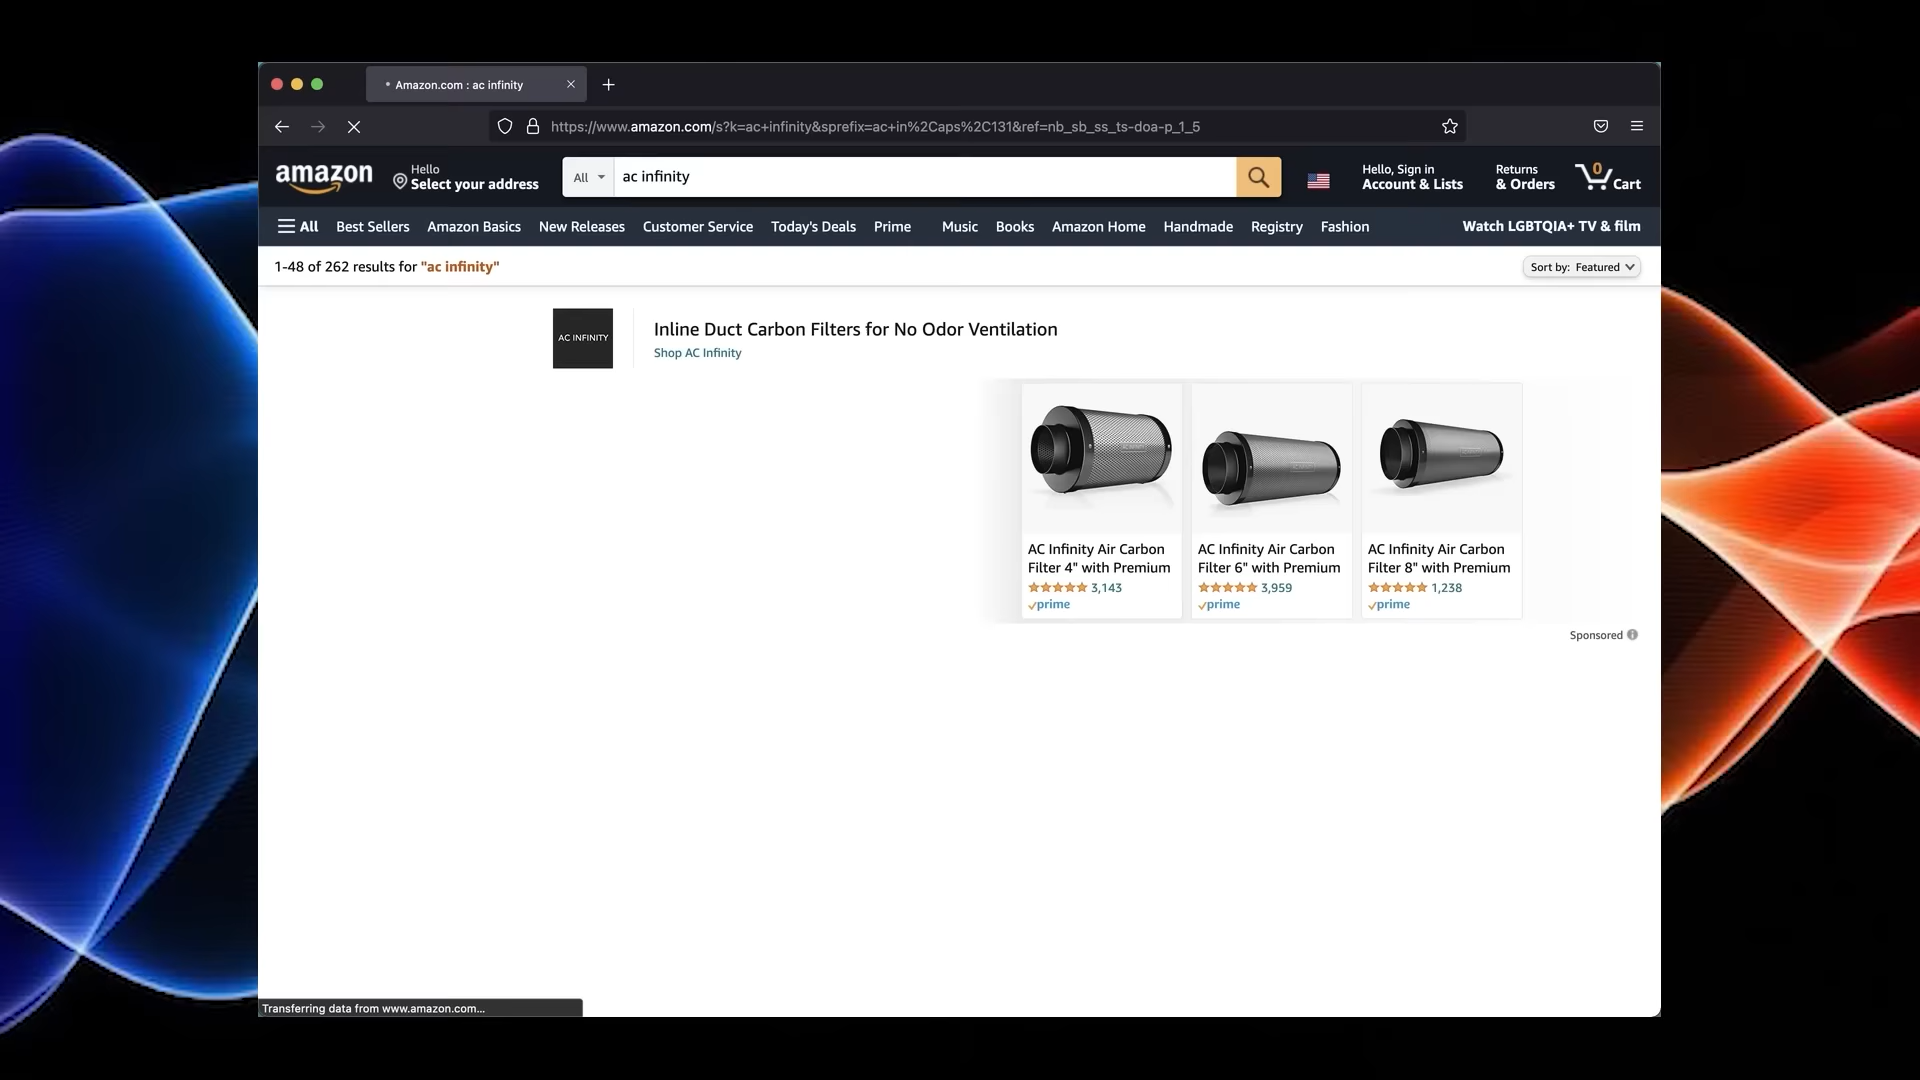 Amazon.com : ac infinity
https://www.amazon.com/s?k=ac+infinity&sprefix=ac+in%2Caps%2C131&ref=nb_sb_ss_ts-doa-p_1_5
amazon
Hello
Select your address
All
ac infinity
Hello, Sign in
Account & Lists
Returns
& Orders
0
Cart
All
Best Sellers
Amazon Basics
New Releases
Customer Service
Today's Deals
Prime
Music
Books
Amazon Home
Handmade
Registry
Fashion
Watch LGBTQIA+ TV & film
1-48 of 262 results for "ac infinity"
Sort by: Featured
AC INFINITY
Inline Duct Carbon Filters for No Odor Ventilation
Shop AC Infinity
AC Infinity Air Carbon
Filter 4" with Premium
3,143
prime
AC Infinity Air Carbon
Filter 6" with Premium
3,959
prime
AC Infinity Air Carbon
Filter 8" with Premium
1,238
prime
Sponsored
Transferring data from www.amazon.com...